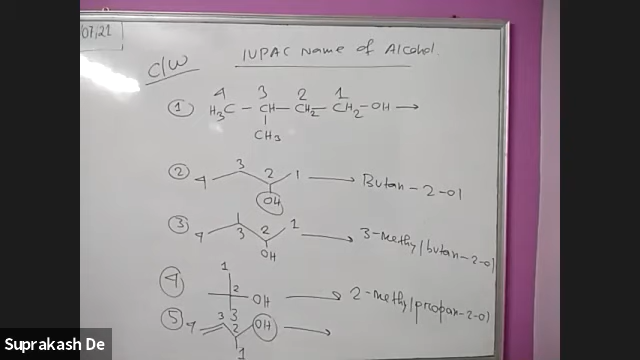 /07/21
IUPAC Name of Alcohol
C/W
4 3 2 1
① H₃C – CH – CH₂ – CH₂ – OH →
CH₃
② 4 3 2 1 → Butan-2-ol
OH
③ 4 3 2 1 → 3-methylbutan-2-ol
OH
1
④ 2 OH → 2-methylpropan-2-ol
3
⑤ 4 3 2 OH →
1
Suprakash De